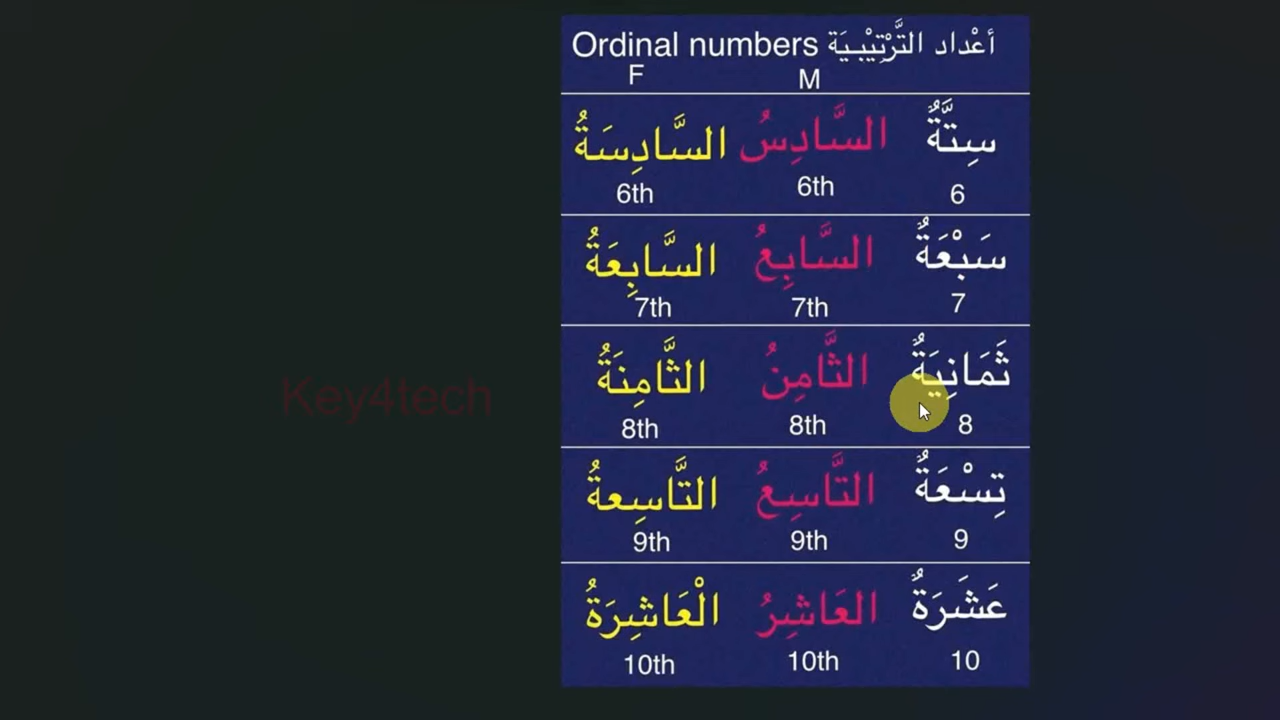 Ordinal numbers أعْداد التَّرْتِيْبـيَة
F M
السَّادِسَةُ السَّادِسُ سِتَّةٌ
6th 6th 6
السَّابِعَةُ السَّابِعُ سَبْعَةٌ
7th 7th 7
الثَّامِنَةُ الثَّامِنُ ثَمَانِيَةٌ
8th 8th 8
التَّاسِعةُ التَّاسِعُ تِسْعَةٌ
9th 9th 9
الْعَاشِرَةُ العَاشِرُ عَشَرَةٌ
10th 10th 10
Key4tech